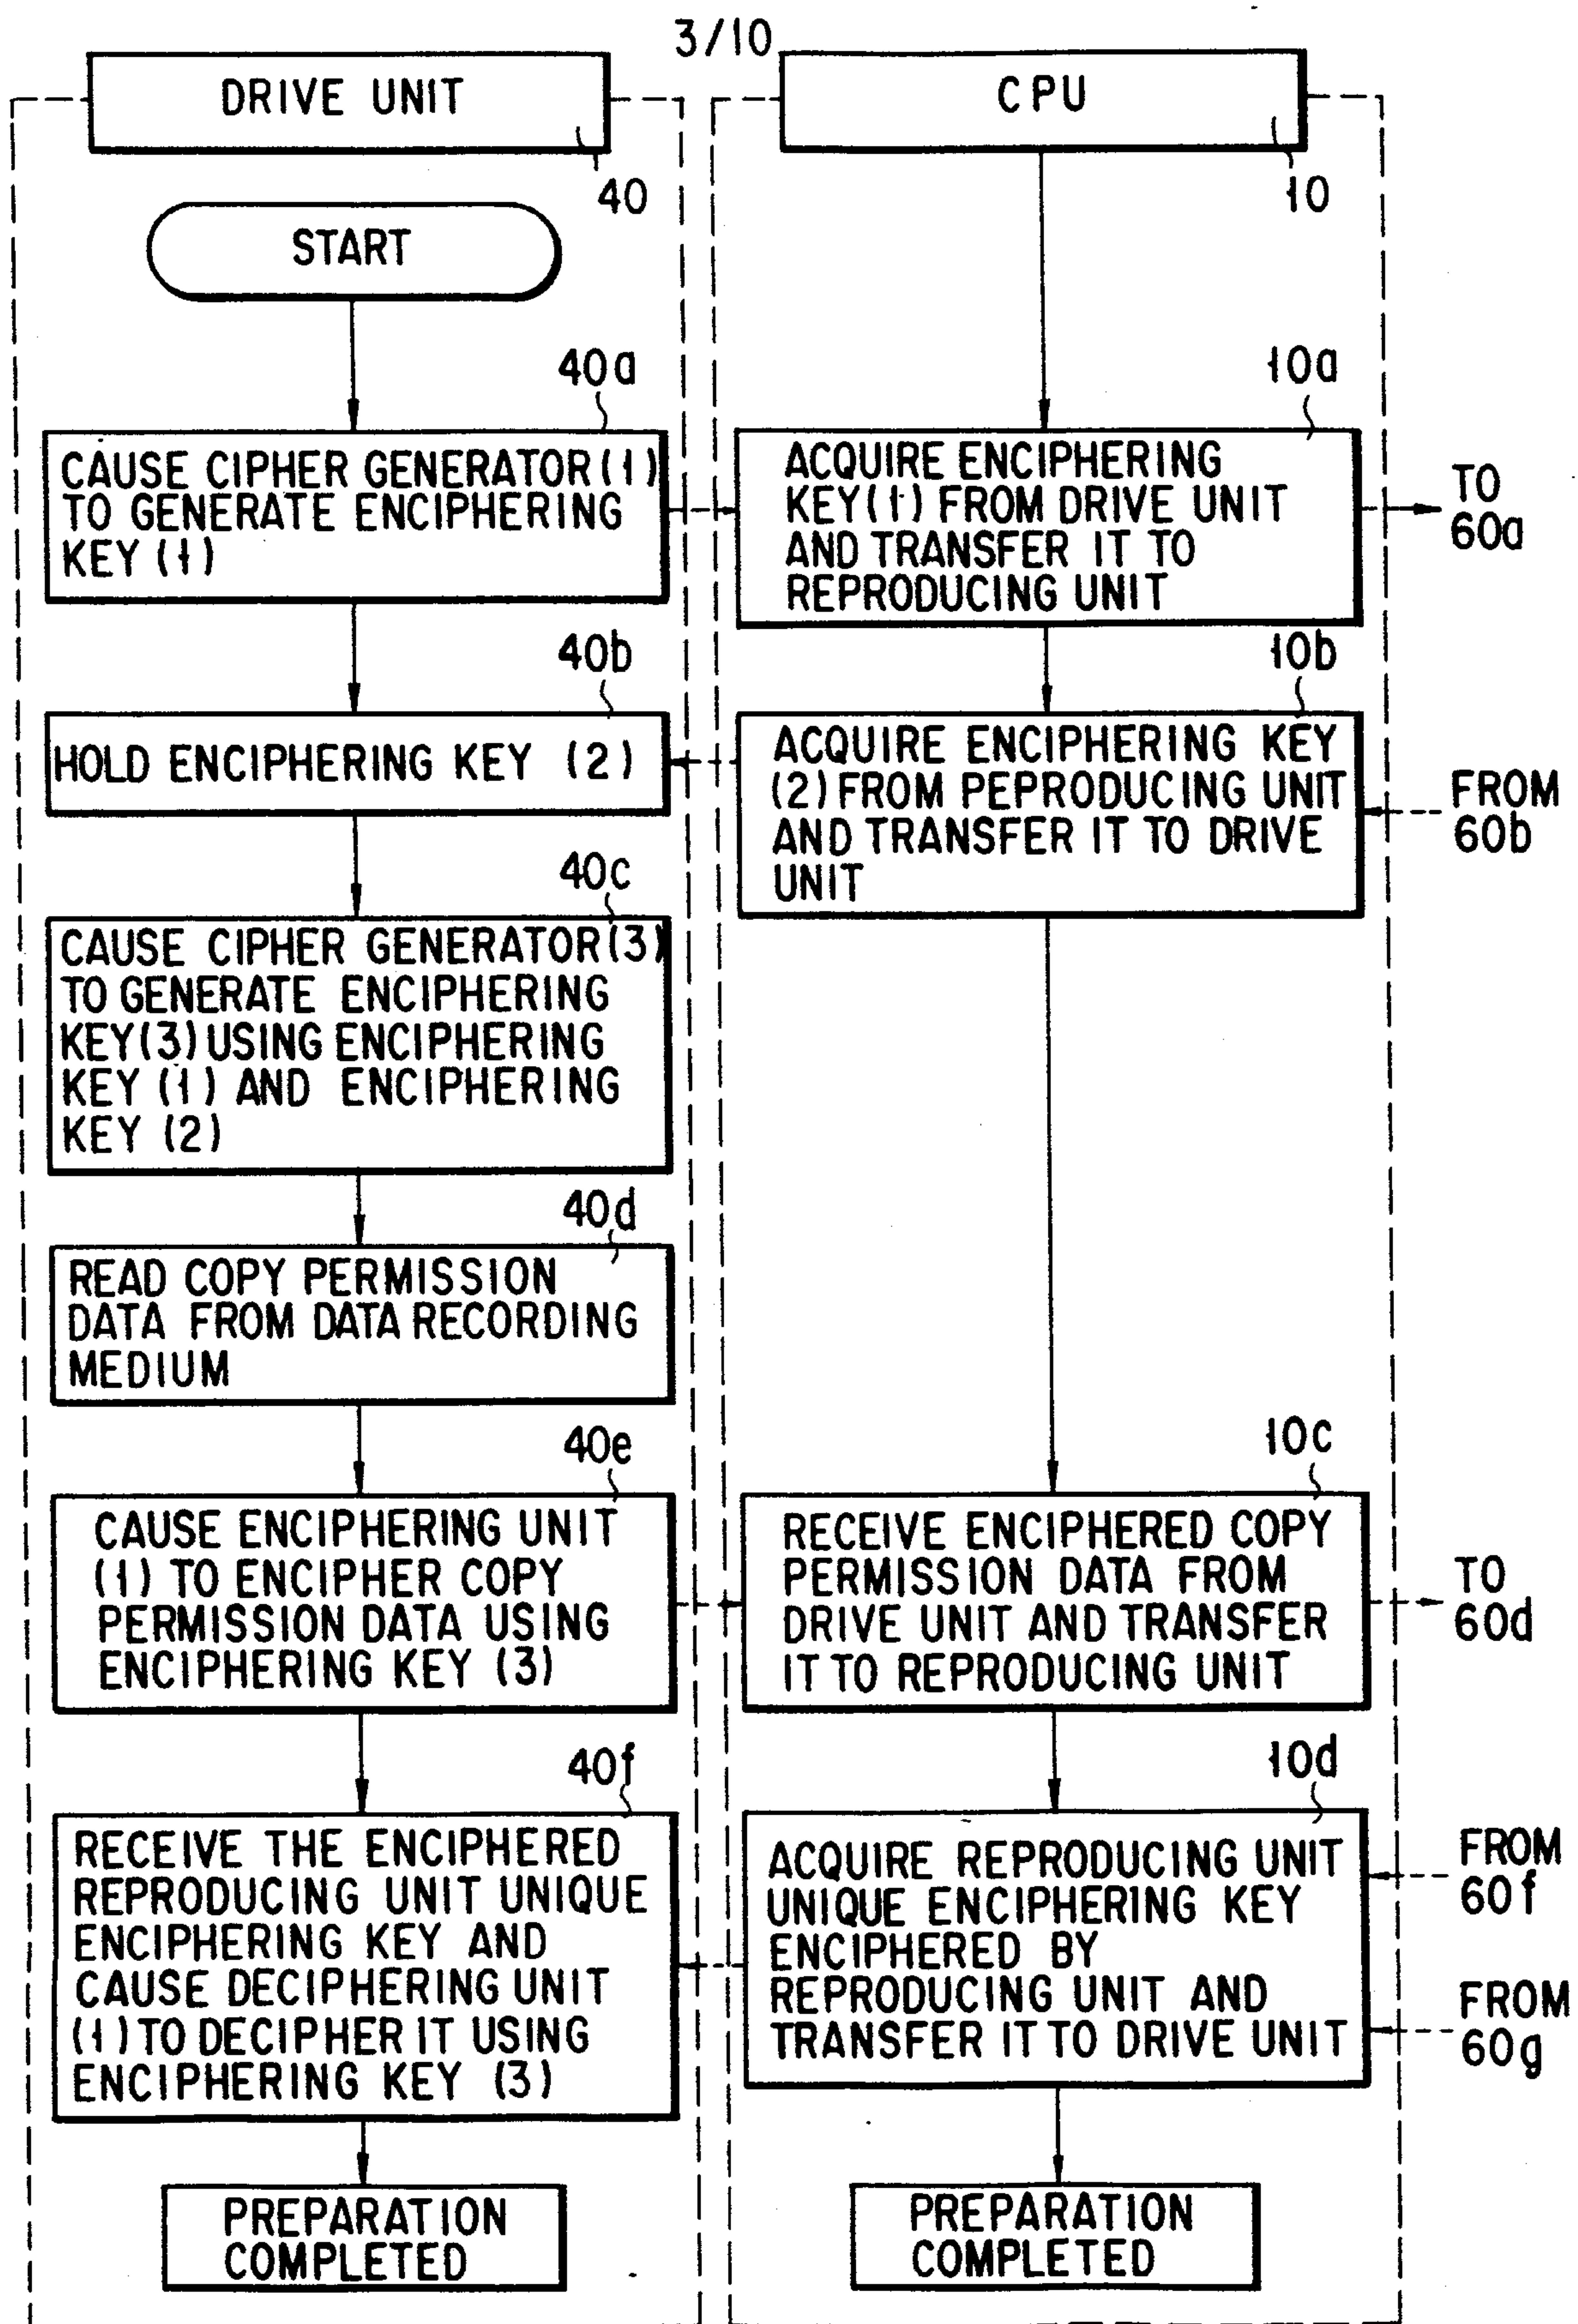 3/10
DRIVE UNIT
40
START
40a
CAUSE CIPHER GENERATOR(1)
TO GENERATE ENCIPHERING
KEY (1)
40b
HOLD ENCIPHERING KEY (2)
40c
CAUSE CIPHER GENERATOR(3)
TO GENERATE ENCIPHERING
KEY(3) USING ENCIPHERING
KEY (1) AND ENCIPHERING
KEY (2)
40d
READ COPY PERMISSION
DATA FROM DATA RECORDING
MEDIUM
40e
CAUSE ENCIPHERING UNIT
(1) TO ENCIPHER COPY
PERMISSION DATA USING
ENCIPHERING KEY (3)
40f
RECEIVE THE ENCIPHERED
REPRODUCING UNIT UNIQUE
ENCIPHERING KEY AND
CAUSE DECIPHERING UNIT
(1) TO DECIPHER IT USING
ENCIPHERING KEY (3)
PREPARATION
COMPLETED
CPU
10
10a
ACQUIRE ENCIPHERING
KEY(1) FROM DRIVE UNIT
AND TRANSFER IT TO
REPRODUCING UNIT
TO
60a
10b
ACQUIRE ENCIPHERING KEY
(2) FROM PEPRODUCING UNIT
AND TRANSFER IT TO DRIVE
UNIT
FROM
60b
10c
RECEIVE ENCIPHERED COPY
PERMISSION DATA FROM
DRIVE UNIT AND TRANSFER
IT TO REPRODUCING UNIT
TO
60d
10d
ACQUIRE REPRODUCING UNIT
UNIQUE ENCIPHERING KEY
ENCIPHERED BY
REPRODUCING UNIT AND
TRANSFER IT TO DRIVE UNIT
FROM
60f
FROM
60g
PREPARATION
COMPLETED